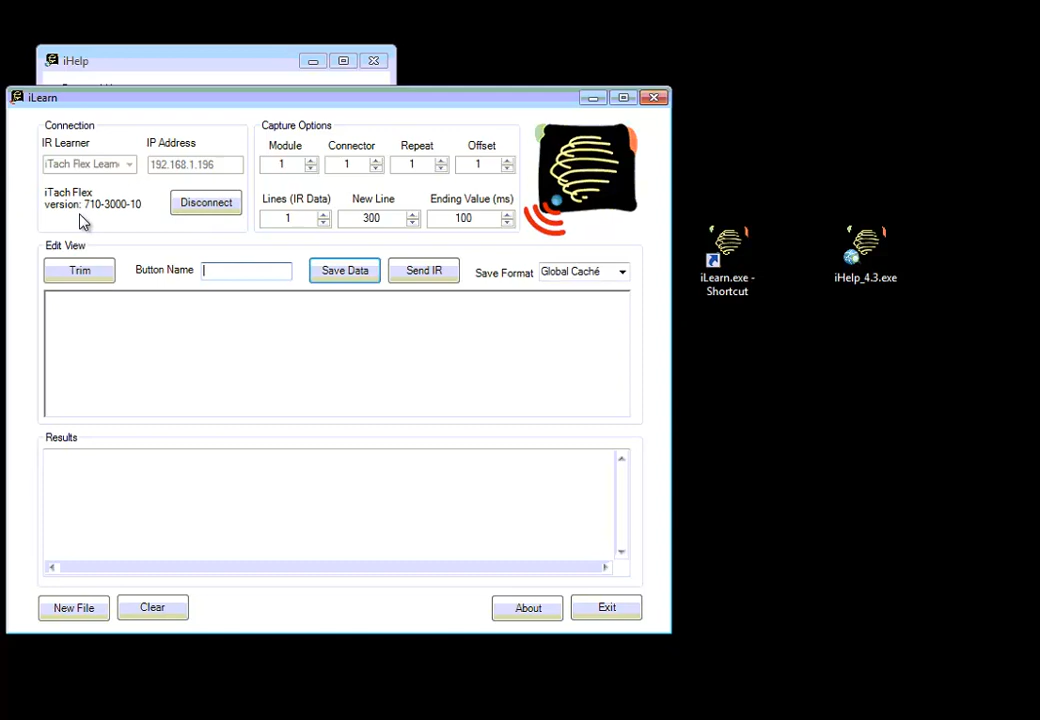 iHelp
iLearn
Connection
IR Learner
IP Address
iTach Flex Learn
192.168.1.196
iTach Flex
version: 710-3000-10
Disconnect
Capture Options
Module
Connector
Repeat
Offset
1
1
1
1
Lines (IR Data)
New Line
Ending Value (ms)
1
300
100
Edit View
Trim
Button Name
Save Data
Send IR
Save Format
Global Caché
Results
New File
Clear
About
Exit
iLearn.exe -
Shortcut
iHelp_4.3.exe